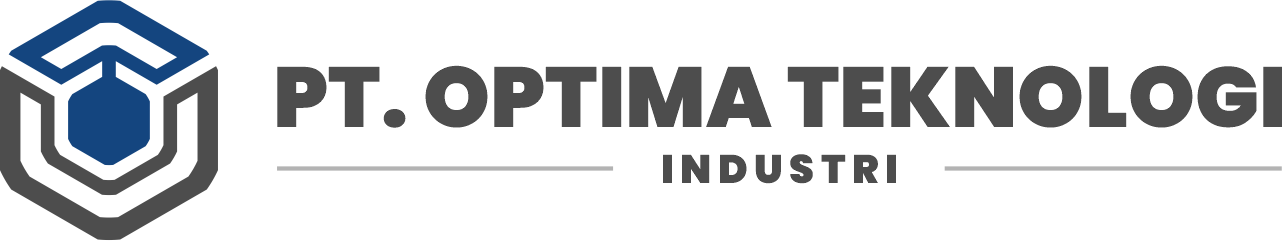 PT. OPTIMA TEKNOLOGI
INDUSTRI